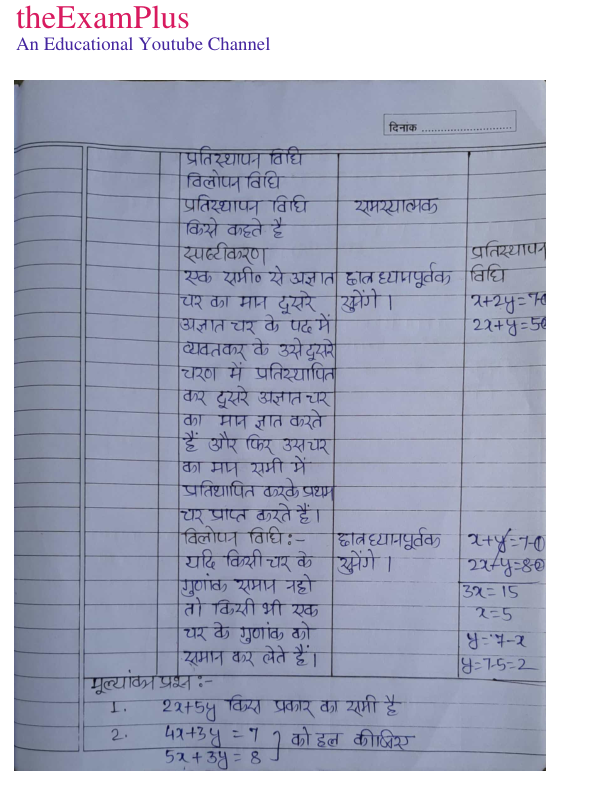 theExamPlus
An Educational Youtube Channel
दिनांक
प्रतिस्थापन विधि
विलोपन विधि
प्रतिस्थापन विधि समस्यात्मक
किसे कहते है
स्पष्टीकरण प्रतिस्थापन
एक समी० से अज्ञात छात्र ध्यानपूर्वक विधि
चर का मान दूसरे सुनेंगे । x+2y=7-0
अज्ञात चर के पद में 2x+y=5
व्यक्तकर के उसे दूसरे
चरण में प्रतिस्थापित
कर दूसरे अज्ञात चर
का मान ज्ञात करते
हैं और फिर उस चर
का मान समी में
प्रतिथापित करके प्रथम
चर प्राप्त करते हैं।
विलोपन विधि:- छात्र ध्यानपूर्वक x+y=7-①
यदि किसी चर के सुनेंगे । 2x-y=8-②
गुणांक समान नहो 3x=15
तो किसी भी एक x=5
चर के गुणांक को y=7-x
समान कर लेते हैं। y=7-5=2
मूल्यांकन प्रश्न :-
1. 2x+5y किस प्रकार का समी है
2. 4x+3y = 7 } को हल कीजिए
5x+3y = 8